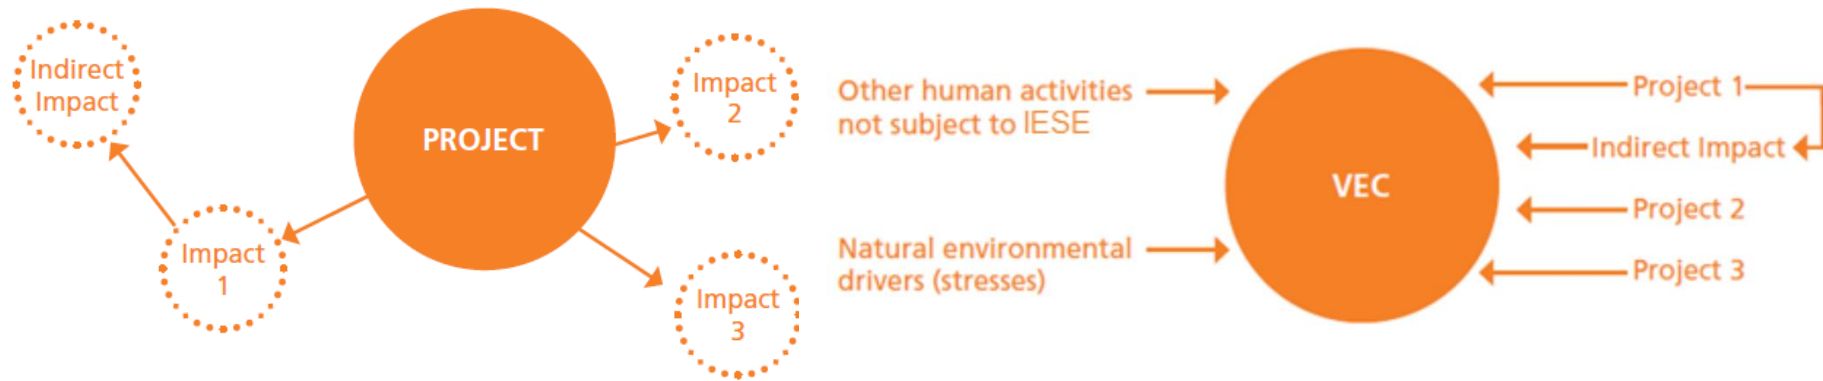 Indirect
Impact
PROJECT
Impact
2
Impact
1
Impact
3
Other human activities
not subject to IESE
Natural environmental
drivers (stresses)
VEC
Project 1
Indirect Impact
Project 2
Project 3